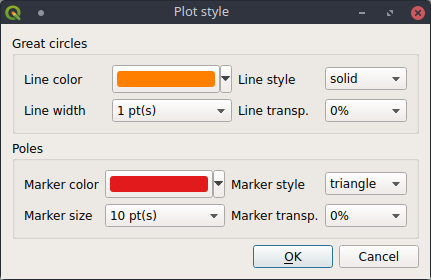 Plot style
Great circles
Line color Line style solid
Line width 1 pt(s) Line transp. 0%
Poles
Marker color Marker style triangle
Marker size 10 pt(s) Marker transp. 0%
OK Cancel